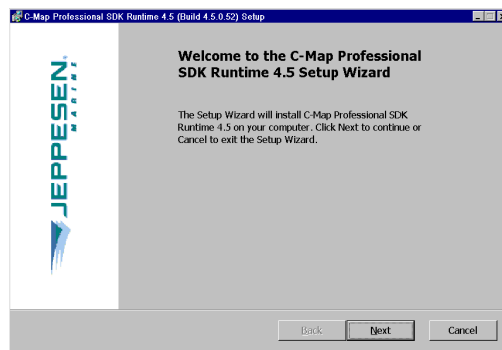 C-Map Professional SDK Runtime 4.5 (Build 4.5.0.52) Setup
JEPPESEN
MARINE
Welcome to the C-Map Professional
SDK Runtime 4.5 Setup Wizard
The Setup Wizard will install C-Map Professional SDK
Runtime 4.5 on your computer. Click Next to continue or
Cancel to exit the Setup Wizard.
Back
Next
Cancel